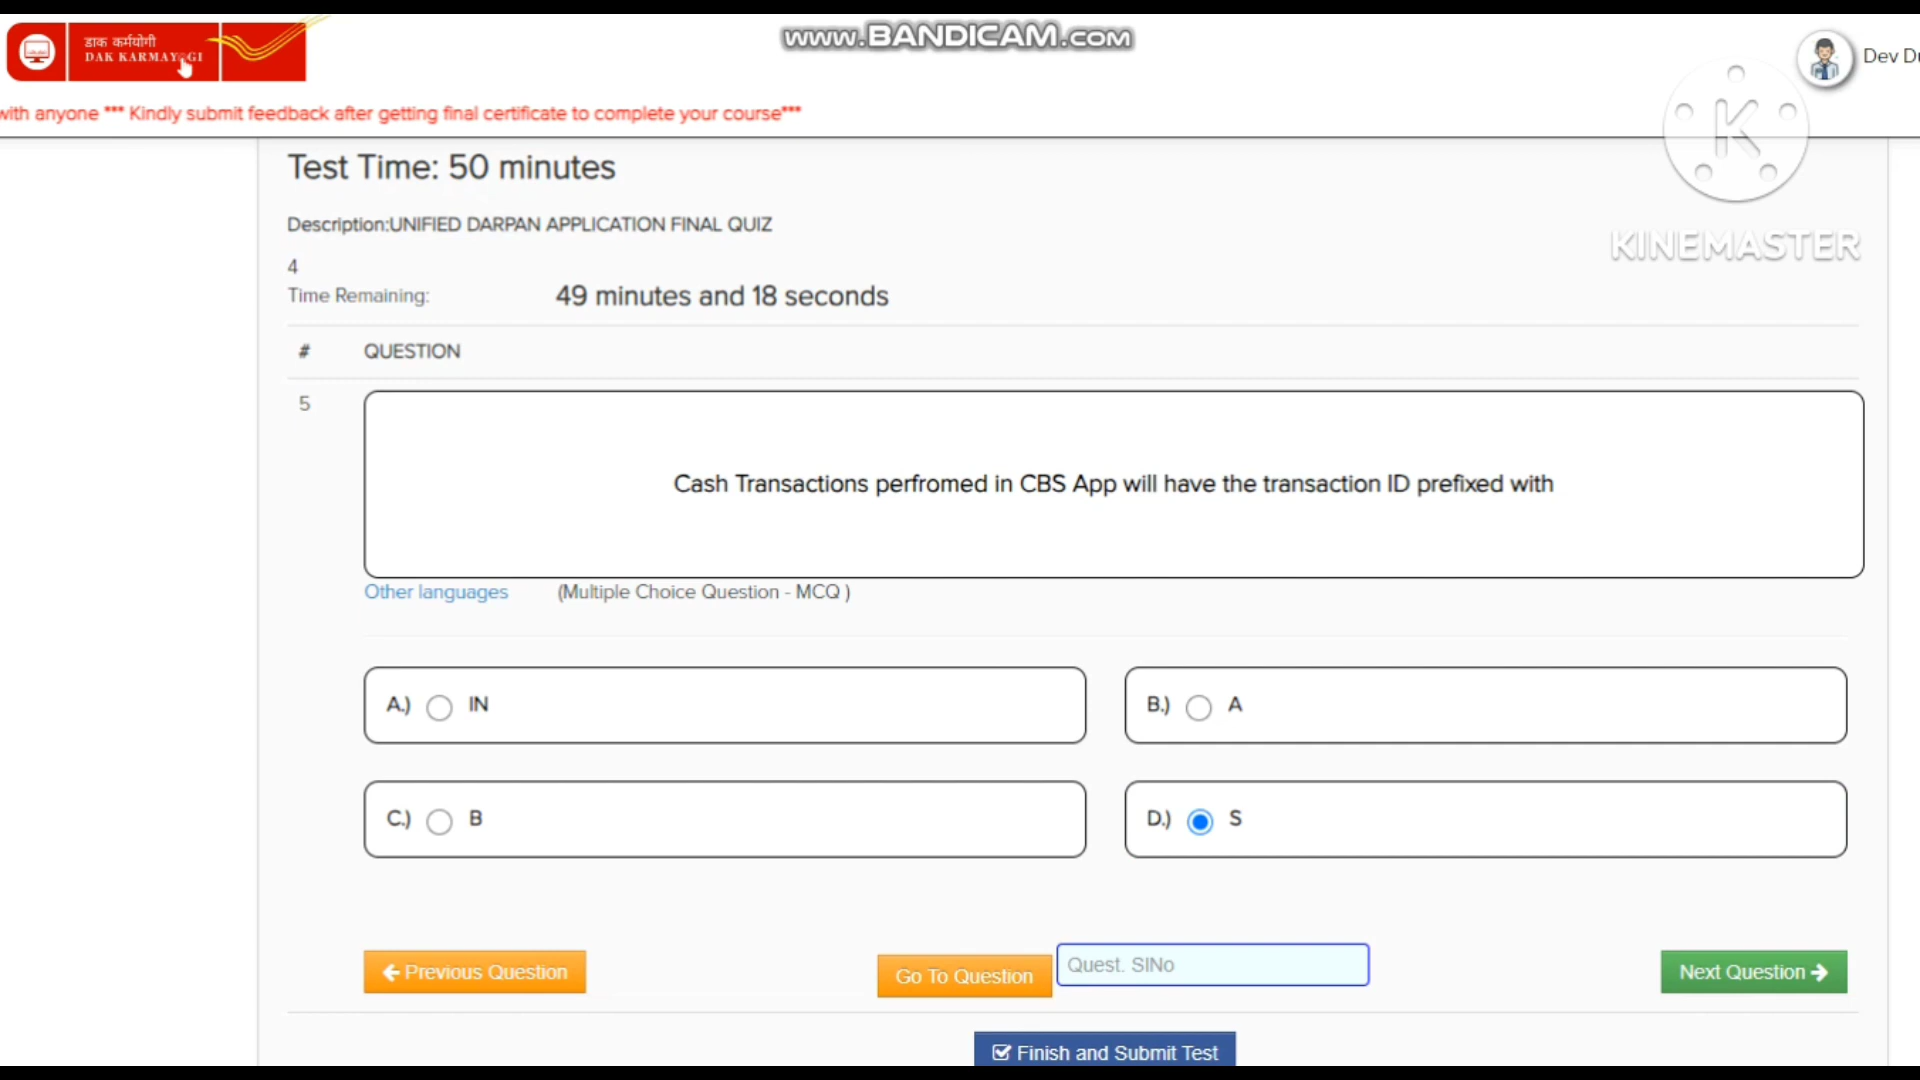 www.BANDICAM.com
डाक कर्मयोगी
DAK KARMAYOGI
Dev Du
with anyone *** Kindly submit feedback after getting final certificate to complete your course***
K
KINEMASTER
Test Time: 50 minutes
Description:UNIFIED DARPAN APPLICATION FINAL QUIZ
4
Time Remaining: 49 minutes and 18 seconds
# QUESTION
5
Cash Transactions perfromed in CBS App will have the transaction ID prefixed with
Other languages (Multiple Choice Question - MCQ )
A.) IN
B.) A
C.) B
D.) S
Previous Question
Go To Question
Quest. SlNo
Next Question
Finish and Submit Test